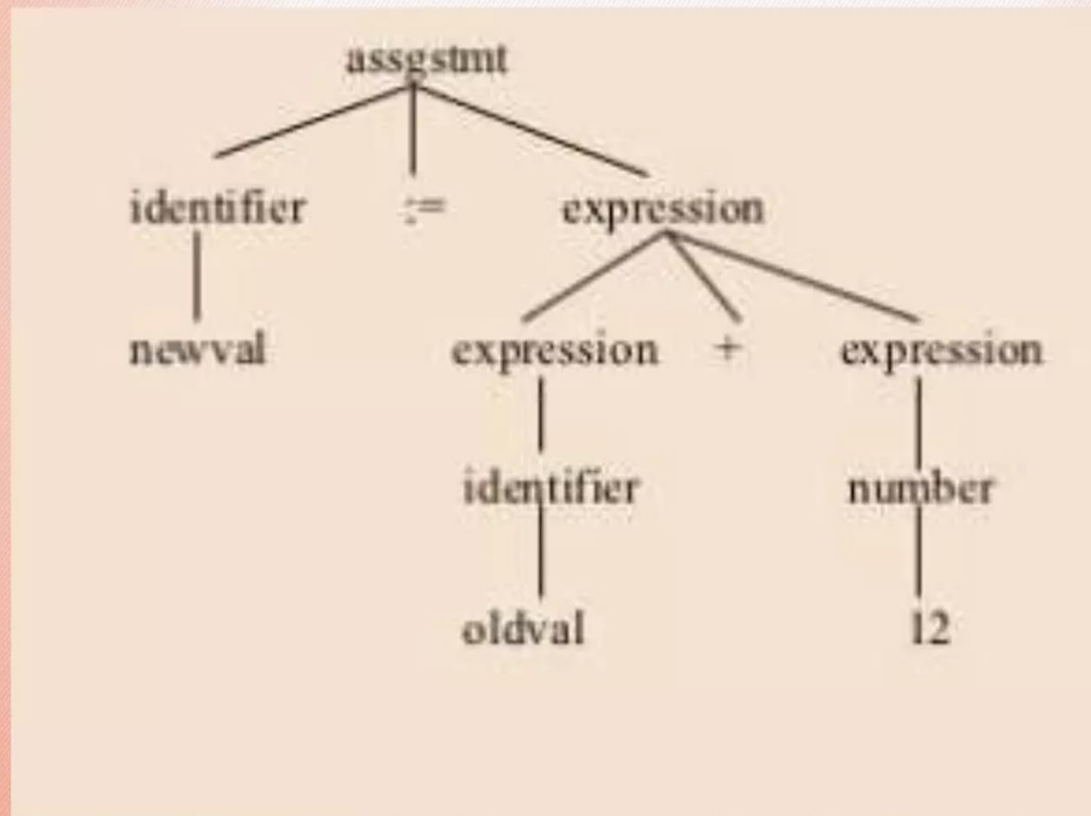 assgstmt
identifier := expression
newval expression + expression
identifier number
oldval 12